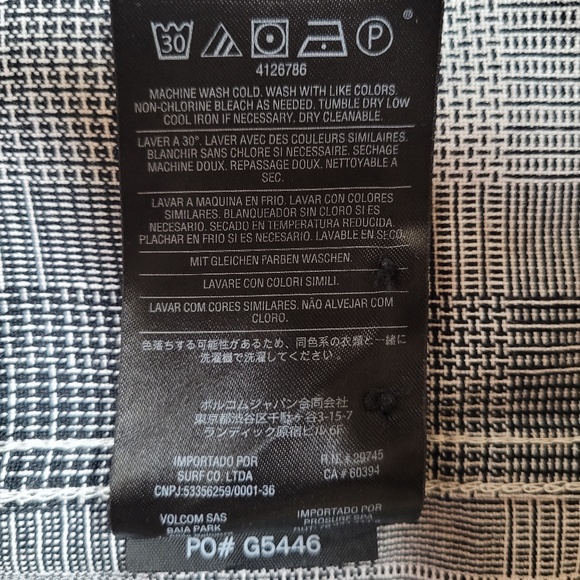 30
P
®
4126786
MACHINE WASH COLD. WASH WITH LIKE COLORS.
NON-CHLORINE BLEACH AS NEEDED. TUMBLE DRY LOW
COOL IRON IF NECESSARY. DRY CLEANABLE.
LAVER A 30°. LAVER AVEC DES COULEURS SIMILAIRES.
BLANCHIR SANS CHLORE SI NECESSAIRE. SECHAGE
MACHINE DOUX. REPASSAGE DOUX. NETTOYABLE A
SEC.
LAVAR A MAQUINA EN FRIO. LAVAR CON COLORES
SIMILARES. BLANQUEADOR SIN CLORO SI ES
NECESARIO. SECADO EN TEMPERATURA REDUCIDA.
PLACHAR EN FRIO SI ES NECESARIO. LAVABLE EN SECO.
MIT GLEICHEN FARBEN WASCHEN.
LAVARE CON COLORI SIMILI.
LAVAR COM CORES SIMILARES. NÃO ALVEJAR COM
CLORO.
色落ちする可能性があるため、同色系の衣類と一緒に
洗濯機で洗濯してください。
ボルコムジャパン合同会社
東京都渋谷区千駄ヶ谷3-15-7
ランディック原宿ビル 6F
IMPORTADO POR
SURF CO. LTDA
CNPJ:53356259/0001-36
R.N. # 29745
CA # 60394
VOLCOM SAS
BAIA PARK
IMPORTADO POR:
PROSURF SPA
PO# G5446